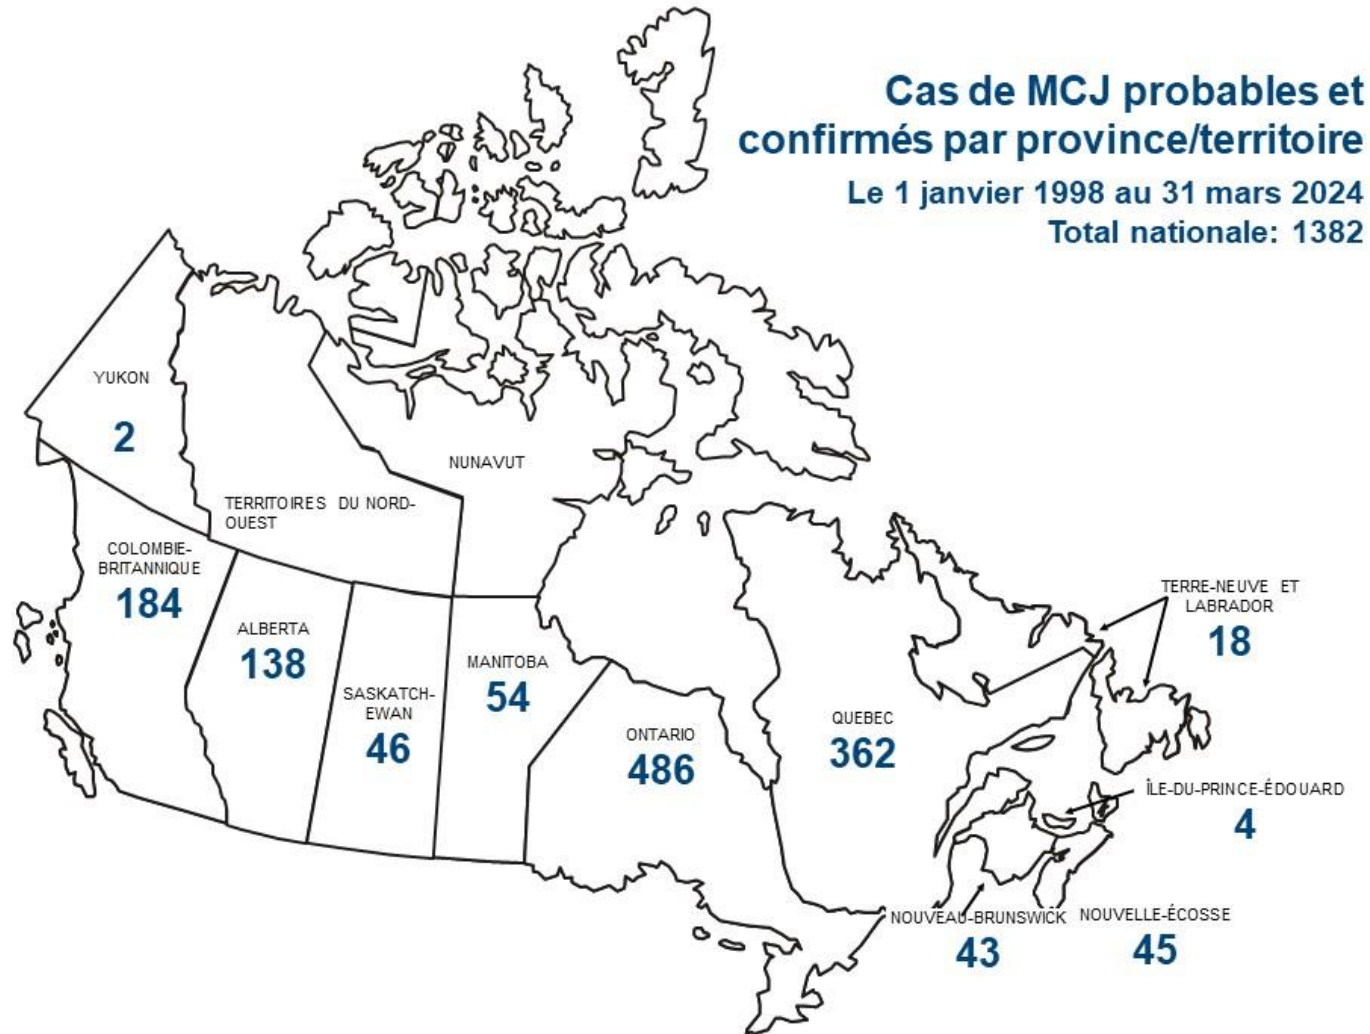 Cas de MCJ probables et
confirmés par province/territoire
Le 1 janvier 1998 au 31 mars 2024
Total nationale: 1382
YUKON
2
NUNAVUT
TERRITOIRES DU NORD-
OUEST
COLOMBIE-
BRITANNIQUE
184
ALBERTA
138
SASKATCH-
EWAN
46
MANITOBA
54
ONTARIO
486
QUEBEC
362
TERRE-NEUVE ET
LABRADOR
18
ÎLE-DU-PRINCE-ÉDOUARD
4
NOUVEAU-BRUNSWICK
43
NOUVELLE-ÉCOSSE
45